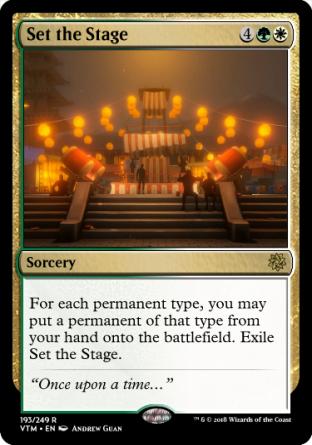 Set the Stage 4
Sorcery
For each permanent type, you may
put a permanent of that type from
your hand onto the battlefield. Exile
Set the Stage.
“Once upon a time…”
193/249 R
VTM • EN Andrew Guan
™ & © 2018 Wizards of the Coast